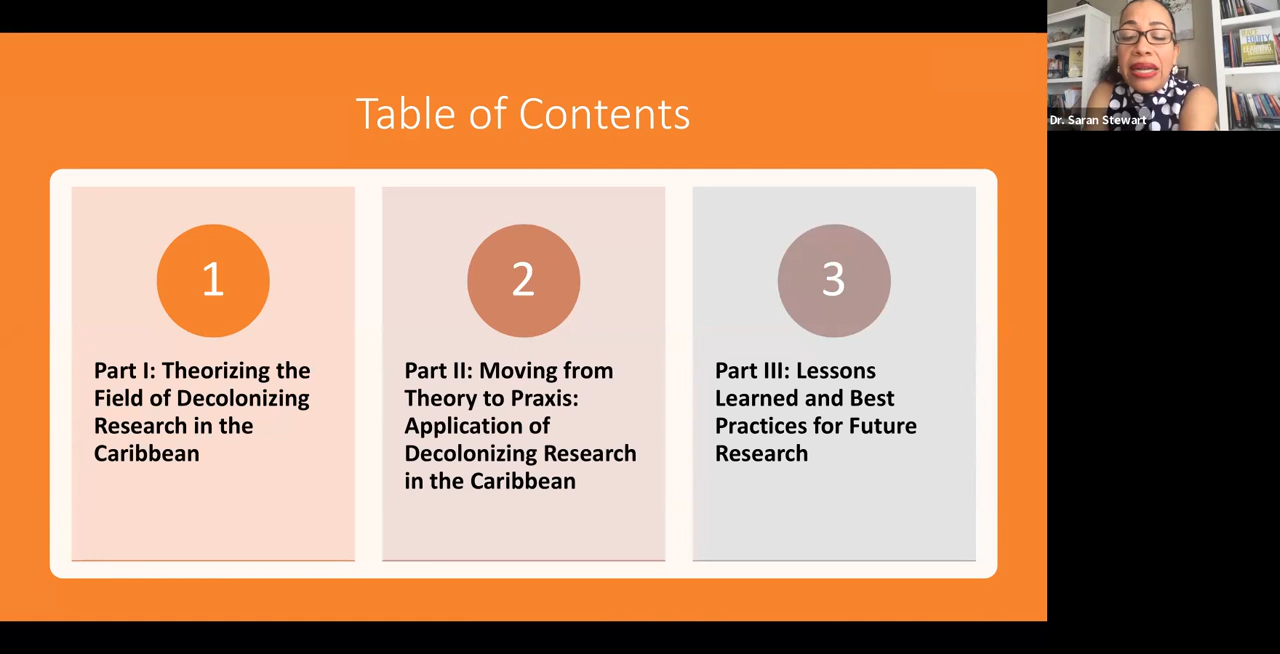 Table of Contents
1
Part I: Theorizing the
Field of Decolonizing
Research in the
Caribbean
2
Part II: Moving from
Theory to Praxis:
Application of
Decolonizing Research
in the Caribbean
3
Part III: Lessons
Learned and Best
Practices for Future
Research
EQUITY
Dr. Saran Stewart